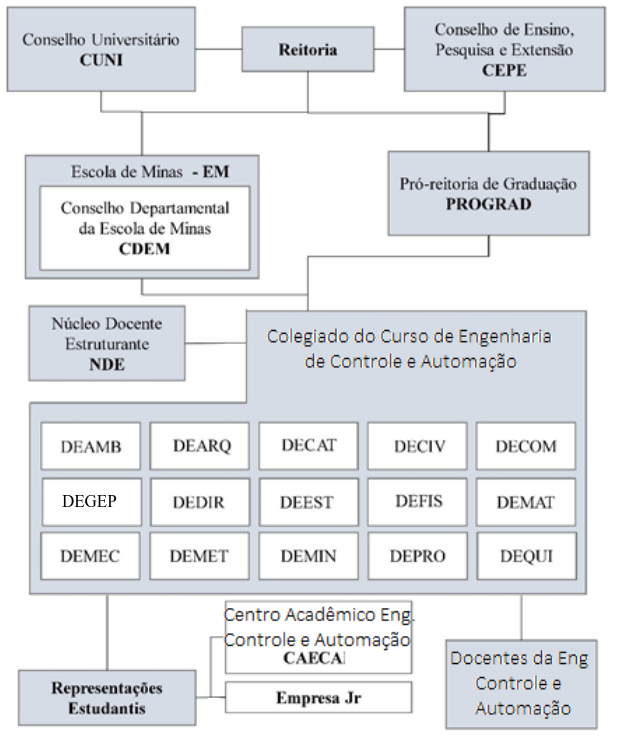 Conselho Universitário
CUNI
Reitoria
Conselho de Ensino,
Pesquisa e Extensão
CEPE
Escola de Minas - EM
Conselho Departamental
da Escola de Minas
CDEM
Pró-reitoria de Graduação
PROGRAD
Núcleo Docente
Estruturante
NDE
Colegiado do Curso de Engenharia
de Controle e Automação
DEAMB DEARQ DECAT DECIV DECOM
DEGEP DEDIR DEEST DEFIS DEMAT
DEMEC DEMET DEMIN DEPRO DEQUI
Centro Acadêmico Eng.
Controle e Automação
CAECA
Empresa Jr
Representações
Estudantis
Docentes da Eng
Controle e
Automação